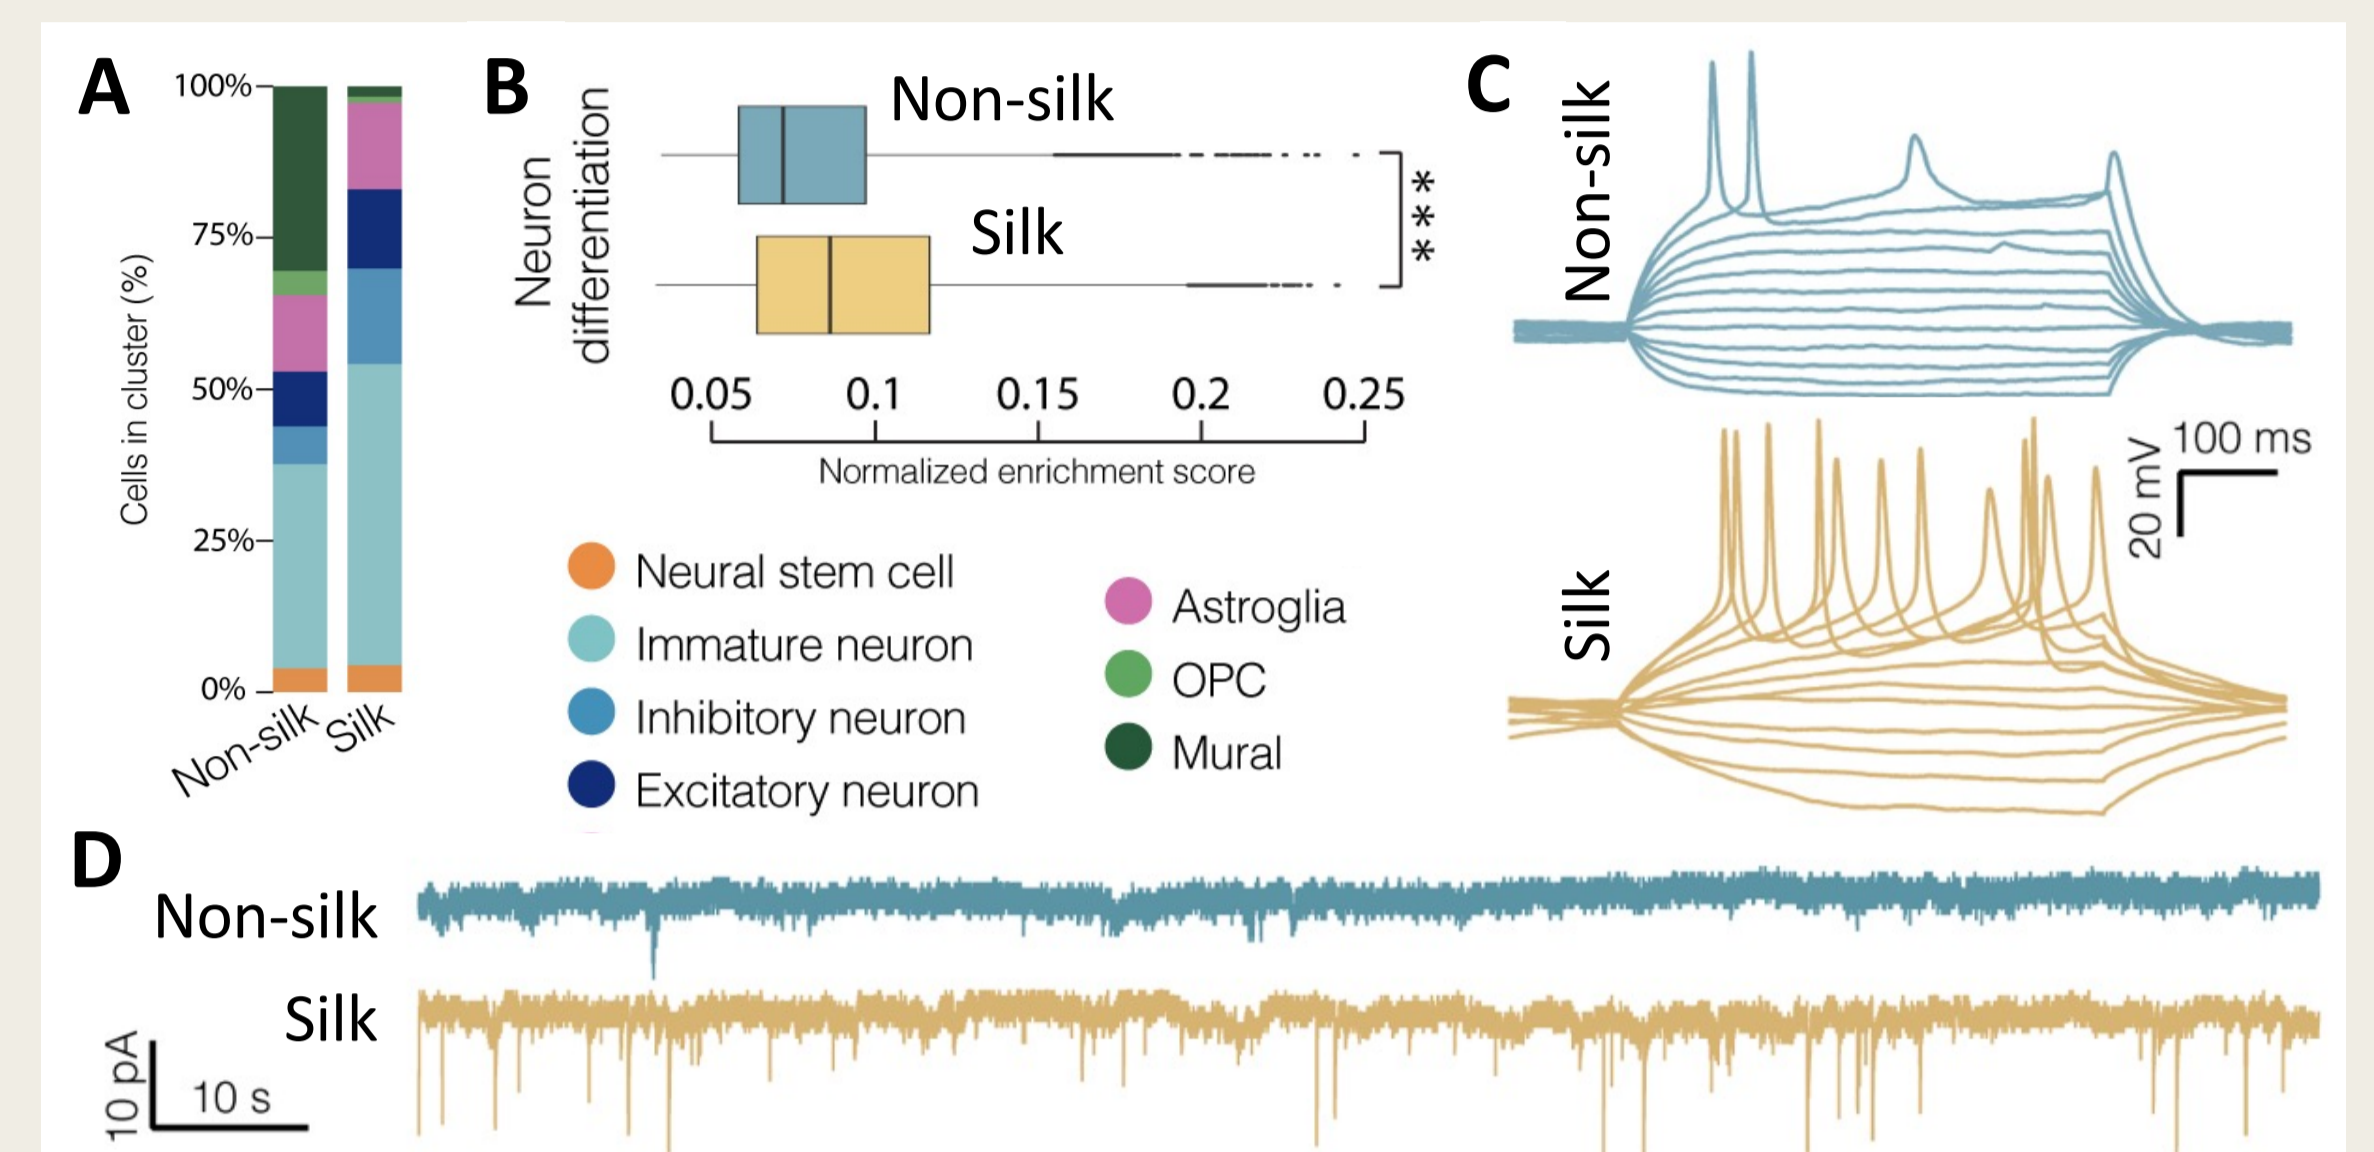 A
100%
75%
50%
25%
0%
Cells in cluster (%)
Non-silk
Silk
B
Neuron
differentiation
Non-silk
Silk
***
0.05 0.1 0.15 0.2 0.25
Normalized enrichment score
Neural stem cell
Immature neuron
Inhibitory neuron
Excitatory neuron
Astroglia
OPC
Mural
C
Non-silk
Silk
100 ms
20 mV
D
Non-silk
Silk
10 pA
10 s